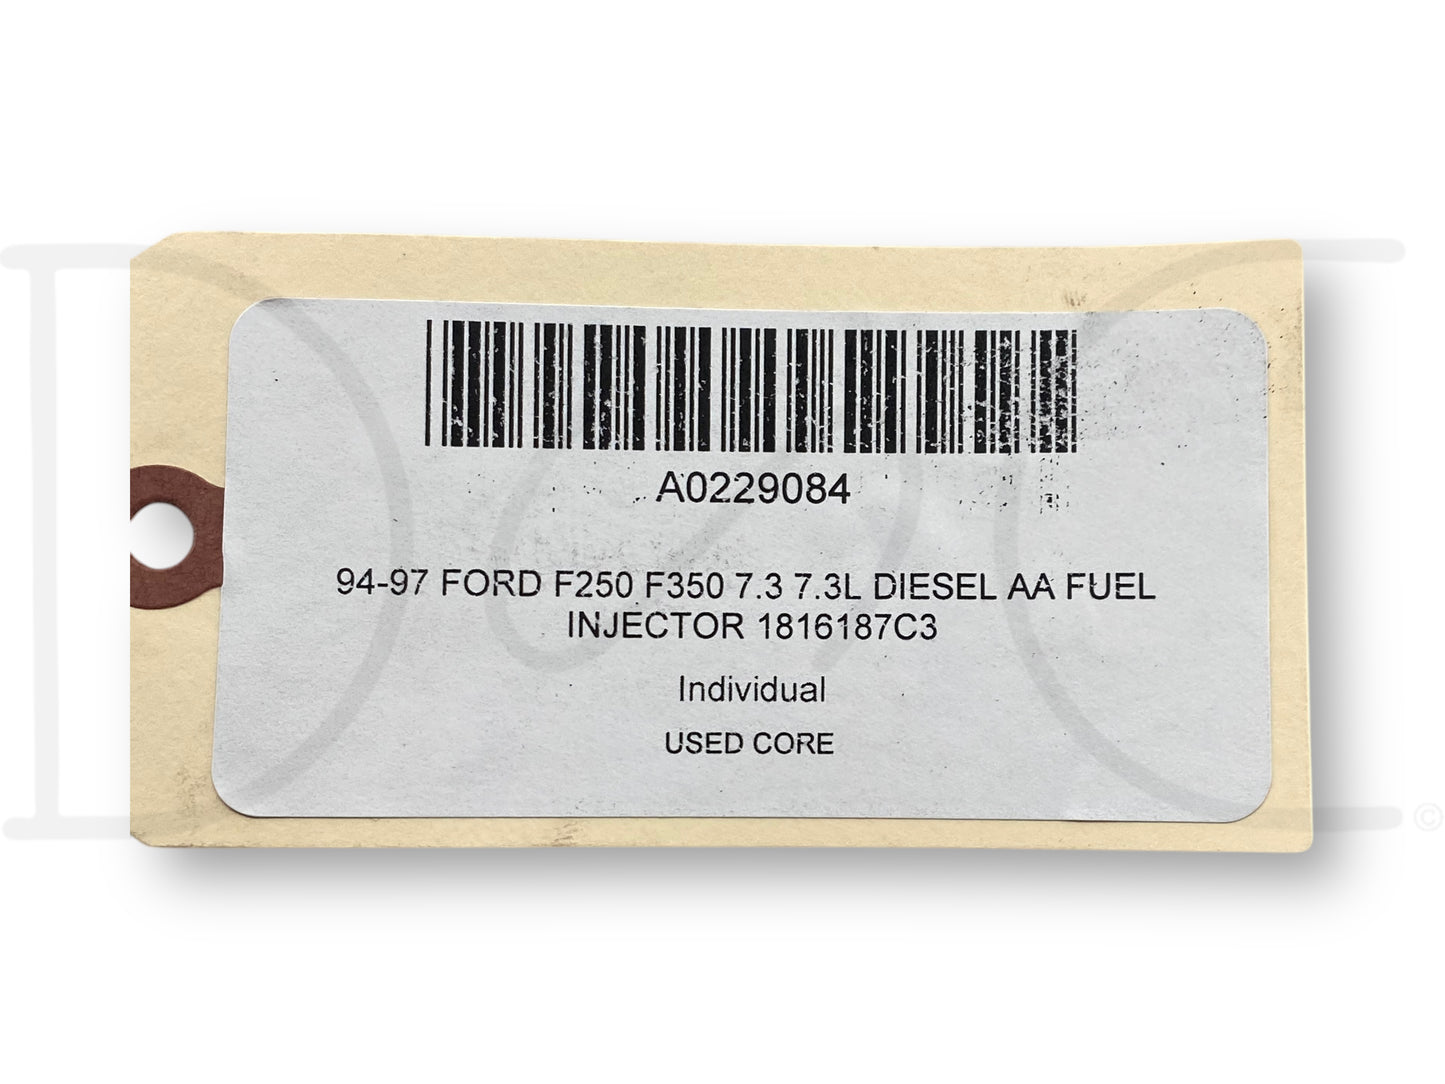 A0229084
94-97 FORD F250 F350 7.3 7.3L DIESEL AA FUEL
INJECTOR 1816187C3
Individual
USED CORE
©